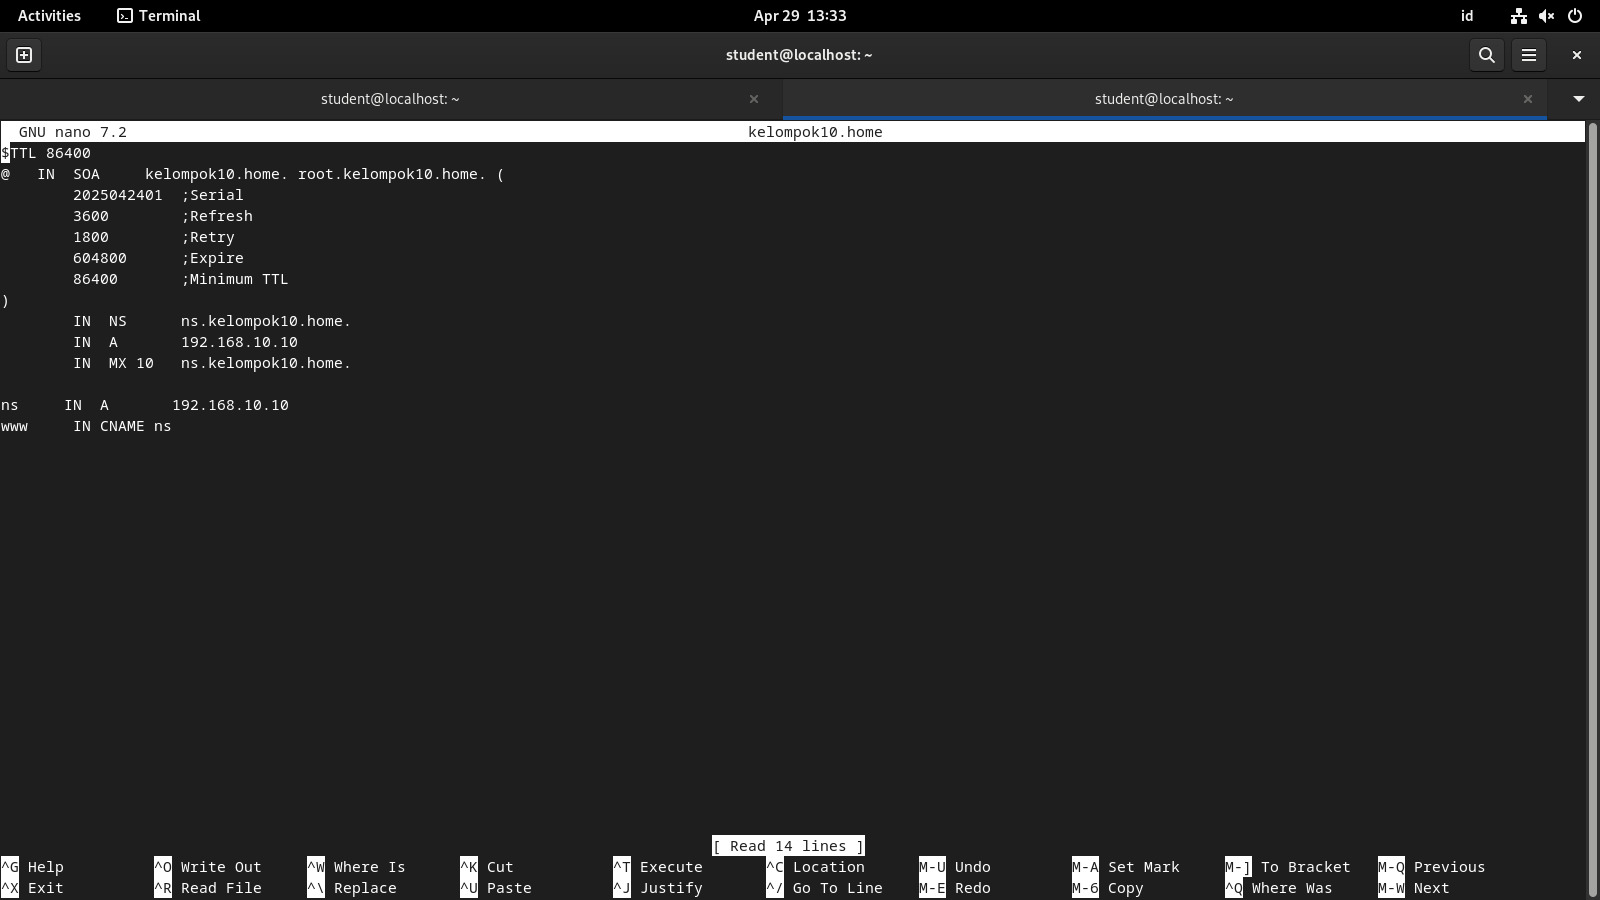 Activities Terminal Apr 29 13:33 id
student@localhost: ~
student@localhost: ~ student@localhost: ~
GNU nano 7.2 kelompok10.home
$TTL 86400
@ IN SOA kelompok10.home. root.kelompok10.home. (
2025042401 ;Serial
3600 ;Refresh
1800 ;Retry
604800 ;Expire
86400 ;Minimum TTL
)
IN NS ns.kelompok10.home.
IN A 192.168.10.10
IN MX 10 ns.kelompok10.home.
ns IN A 192.168.10.10
www IN CNAME ns
[ Read 14 lines ]
^G Help ^O Write Out ^W Where Is ^K Cut ^T Execute ^C Location M-U Undo M-A Set Mark M-] To Bracket M-Q Previous
^X Exit ^R Read File ^\ Replace ^U Paste ^J Justify ^/ Go To Line M-E Redo M-6 Copy ^Q Where Was M-W Next